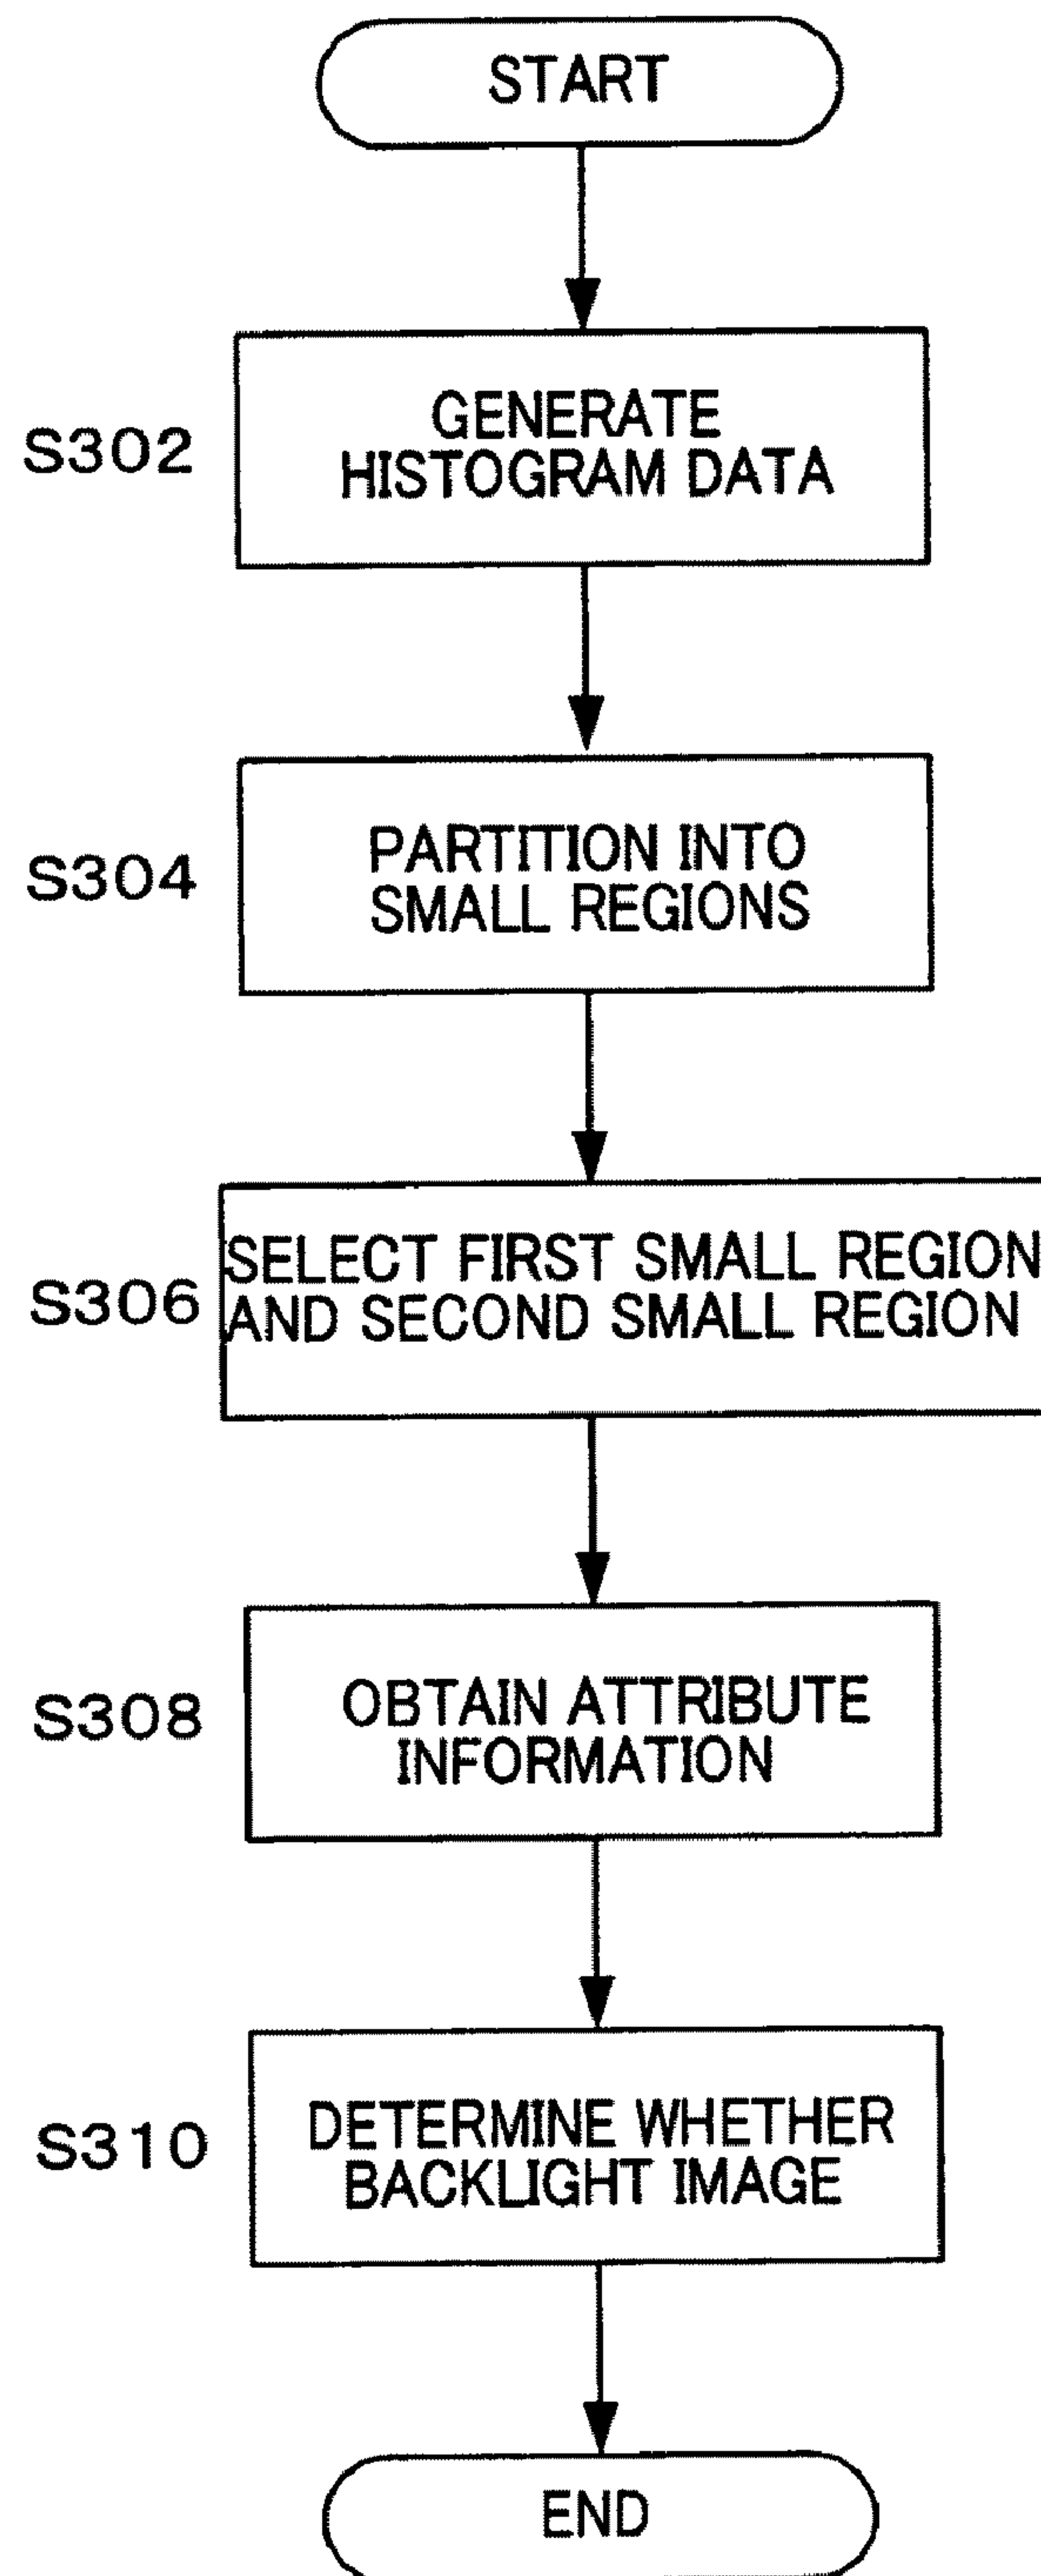 START
S302
GENERATE
HISTOGRAM DATA
S304
PARTITION INTO
SMALL REGIONS
S306
SELECT FIRST SMALL REGION
AND SECOND SMALL REGION
S308
OBTAIN ATTRIBUTE
INFORMATION
S310
DETERMINE WHETHER
BACKLIGHT IMAGE
END